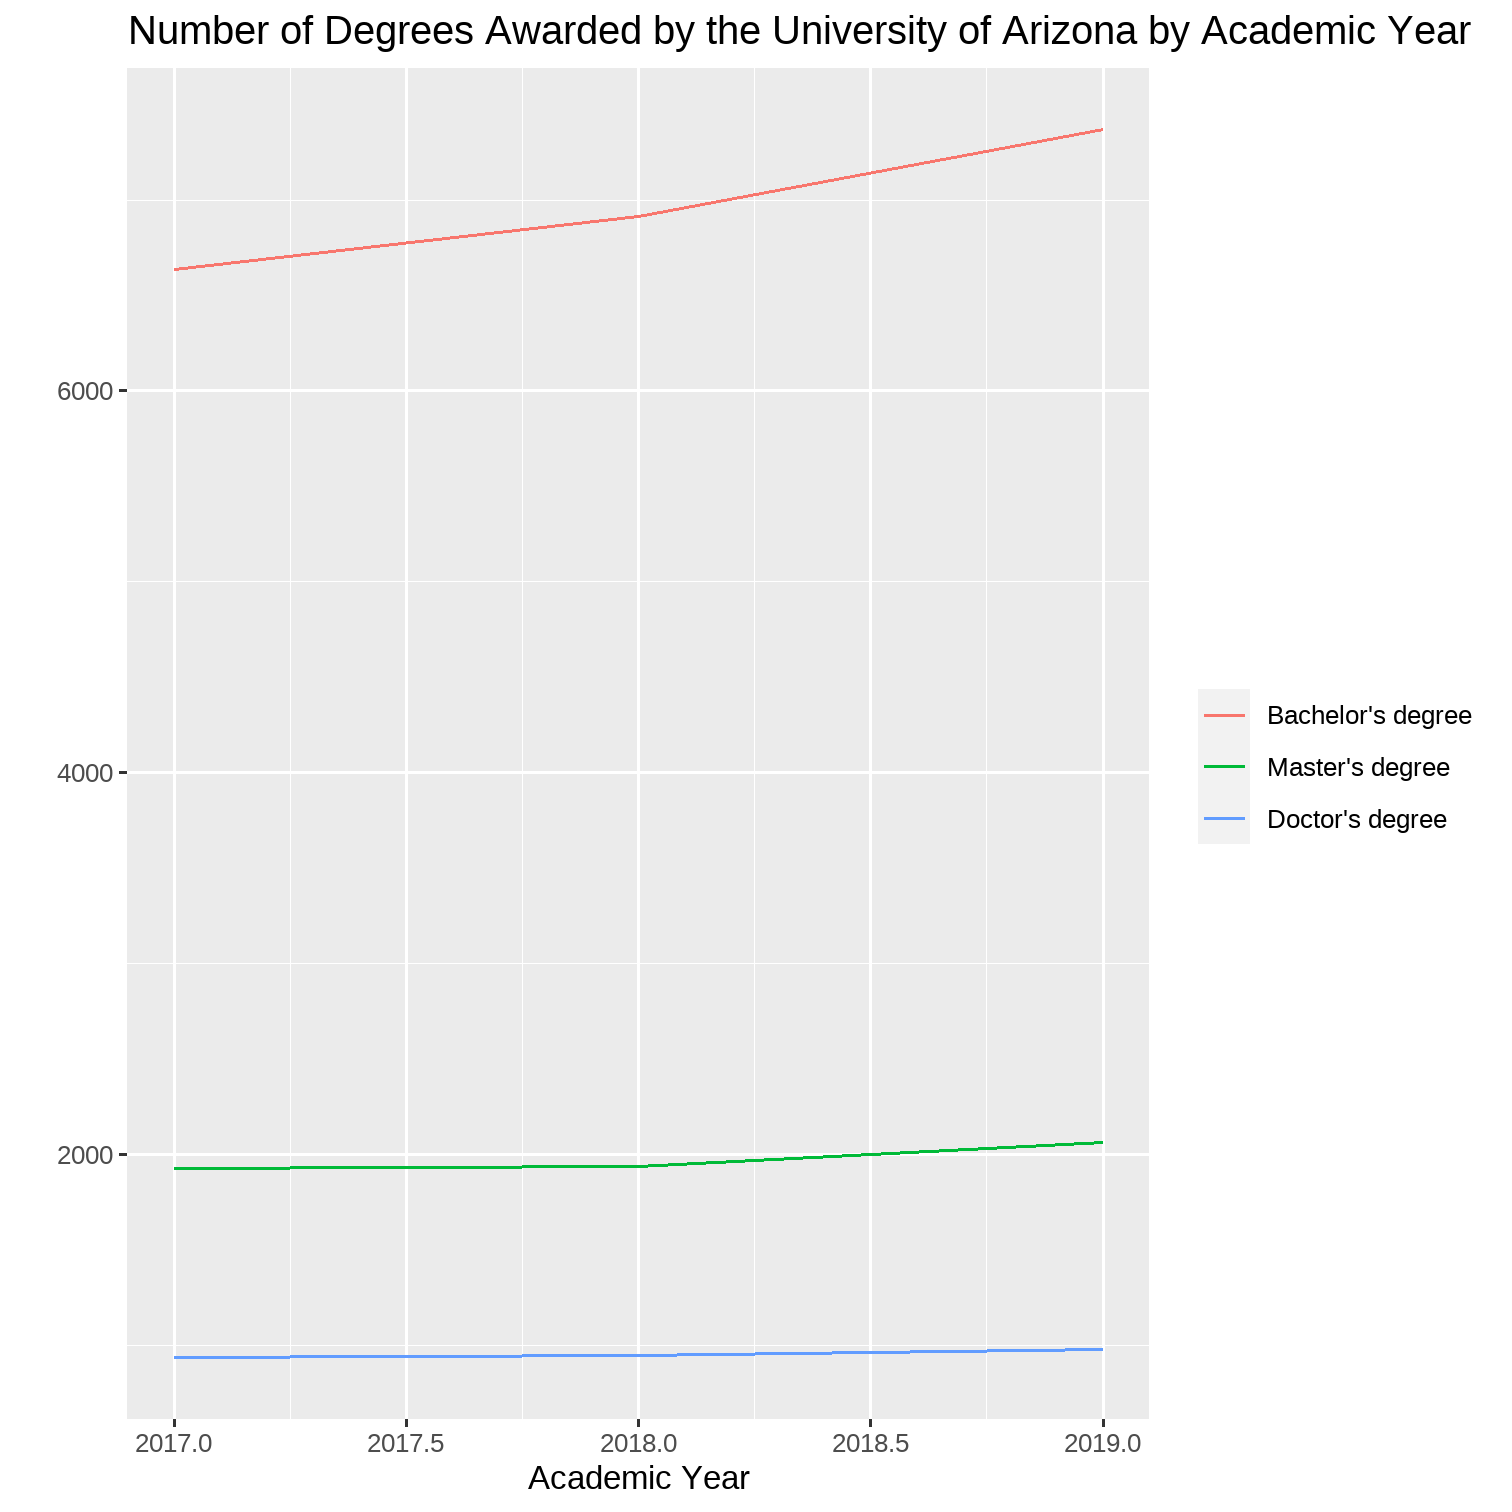 Number of Degrees Awarded by the University of Arizona by Academic Year
6000
4000
2000
Bachelor's degree
Master's degree
Doctor's degree
2017.0 2017.5 2018.0 2018.5 2019.0
Academic Year